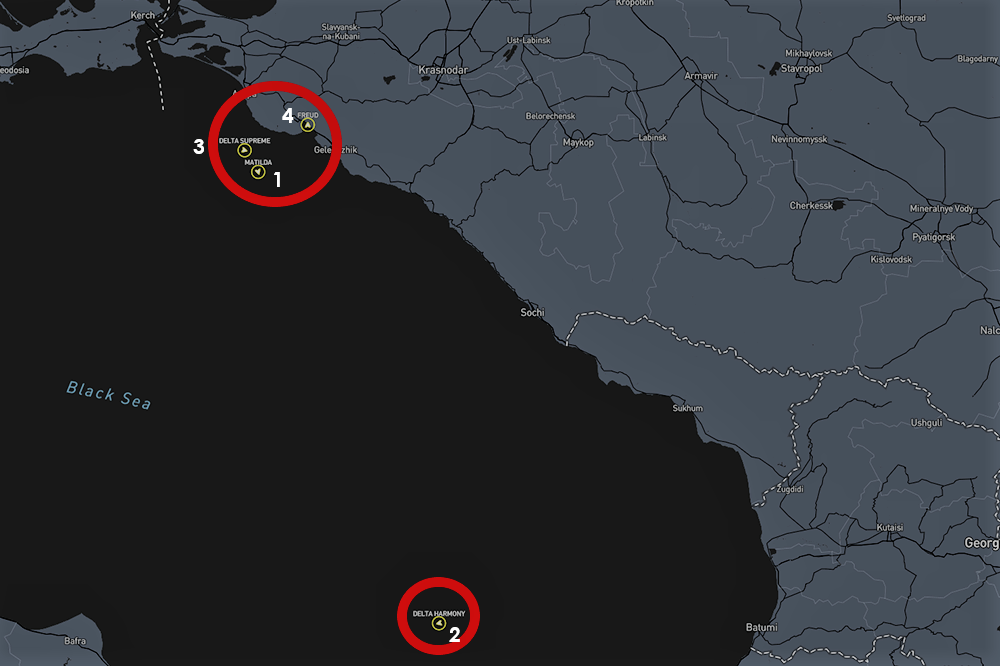 Kropotkin
Kerch
Slavyansk-
na-Kubani
Svetlograd
Ust-Labinsk
Mikhaylovsk
Blagodarny
eodosia
Krasnodar
Stavropol
Armavir
4
FREUD
Belorechensk
3
DELTA SUPREME
Labinsk
Nevinnomyssk
Maykop
MATILDA
1
Cherkessk
Mineralnye Vody
Pyatigorsk
Kislovodsk
Sochi
Nalc
Black Sea
Sukhum
Ushguli
Zugdidi
Kutaisi
Georg
DELTA HARMONY
2
Batumi
Bafra